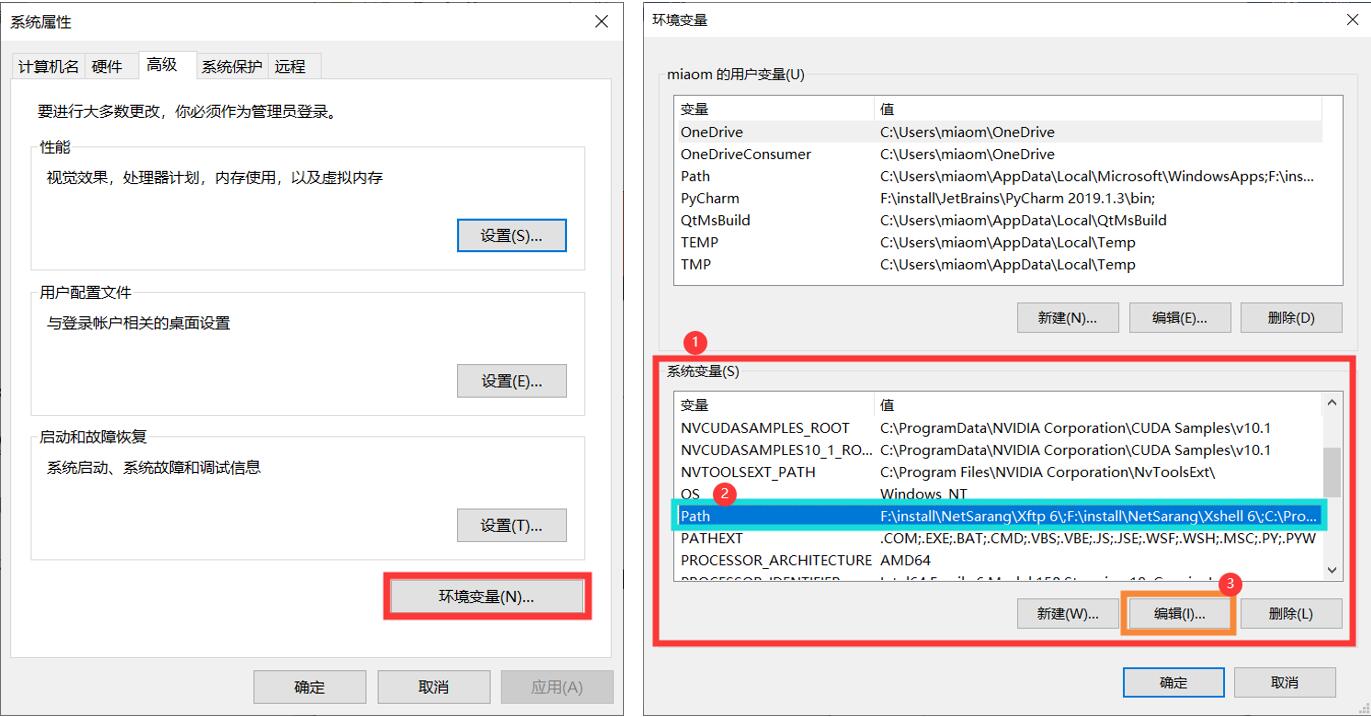 系统属性
计算机名 硬件 高级 系统保护 远程
要进行大多数更改，你必须作为管理员登录。
性能
视觉效果，处理器计划，内存使用，以及虚拟内存
设置(S)...
用户配置文件
与登录帐户相关的桌面设置
设置(E)...
启动和故障恢复
系统启动、系统故障和调试信息
设置(T)...
环境变量(N)...
确定 取消 应用(A)
环境变量
miaom 的用户变量(U)
变量 值
OneDrive C:\Users\miaom\OneDrive
OneDriveConsumer C:\Users\miaom\OneDrive
Path C:\Users\miaom\AppData\Local\Microsoft\WindowsApps;F:\ins...
PyCharm F:\install\JetBrains\PyCharm 2019.1.3\bin;
QtMsBuild C:\Users\miaom\AppData\Local\QtMsBuild
TEMP C:\Users\miaom\AppData\Local\Temp
TMP C:\Users\miaom\AppData\Local\Temp
新建(N)... 编辑(E)... 删除(D)
1
系统变量(S)
变量 值
NVCUDASAMPLES_ROOT C:\ProgramData\NVIDIA Corporation\CUDA Samples\v10.1
NVCUDASAMPLES10_1_RO... C:\ProgramData\NVIDIA Corporation\CUDA Samples\v10.1
NVTOOLSEXT_PATH C:\Program Files\NVIDIA Corporation\NvToolsExt\
OS 2 Windows_NT
Path F:\install\NetSarang\Xftp 6\;F:\install\NetSarang\Xshell 6\;C:\Pro...
PATHEXT .COM;.EXE;.BAT;.CMD;.VBS;.VBE;.JS;.JSE;.WSF;.WSH;.MSC;.PY;.PYW
PROCESSOR_ARCHITECTURE AMD64
PROCESSOR_IDENTIFIER Intel64 Family 6 Model 158 Stepping 10
3
新建(W)... 编辑(I)... 删除(L)
确定 取消